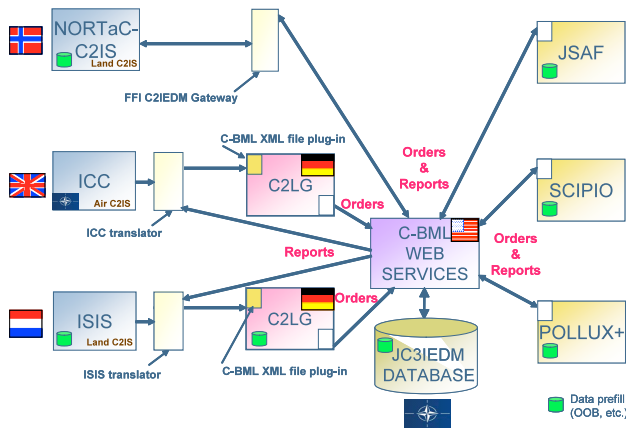 NORTaC-
C2IS
Land C2IS
FFI C2IEDM Gateway
JSAF
C-BML XML file plug-in
Orders
&
Reports
ICC
Air C2IS
C2LG
Orders
SCIPIO
ICC translator
Reports
C-BML
WEB
SERVICES
Orders
& Reports
ISIS
Land C2IS
C2LG
Orders
POLLUX+
ISIS translator
C-BML XML file plug-in
JC3IEDM
DATABASE
Data prefill
(OOB, etc.)